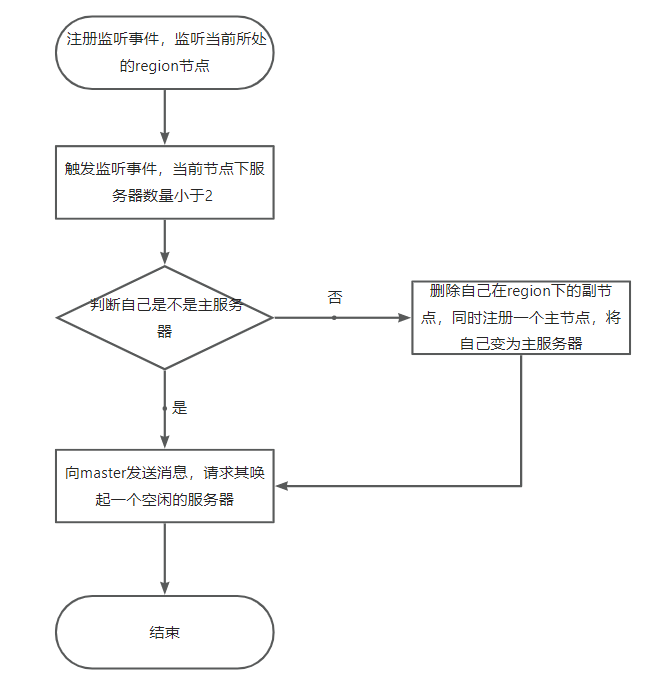 注册监听事件，监听当前所处
的region节点
触发监听事件，当前节点下服
务器数量小于2
判断自己是不是主服务
器
否
删除自己在region下的副节
点，同时注册一个主节点，将
自己变为主服务器
是
向master发送消息，请求其唤
起一个空闲的服务器
结束